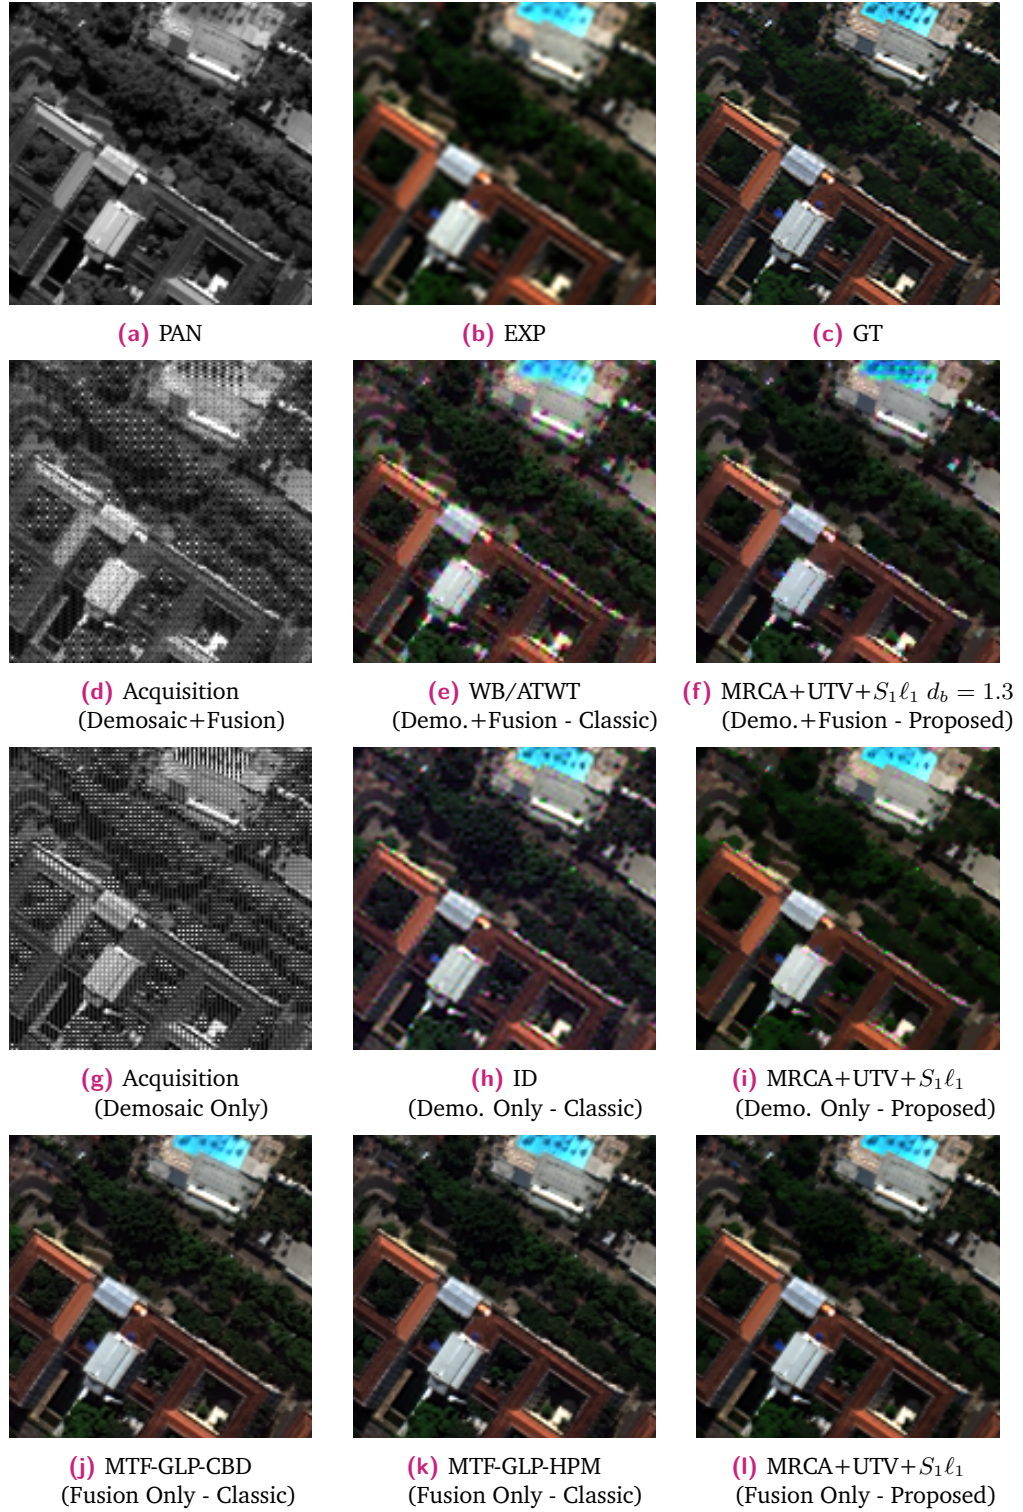 (a) PAN
(b) EXP
(c) GT
(d) Acquisition
(Demosaic+Fusion)
(e) WB/ATWT
(Demo.+Fusion - Classic)
(f) MRCA+UTV+S₁ℓ₁ d_b = 1.3
(Demo.+Fusion - Proposed)
(g) Acquisition
(Demosaic Only)
(h) ID
(Demo. Only - Classic)
(i) MRCA+UTV+S₁ℓ₁
(Demo. Only - Proposed)
(j) MTF-GLP-CBD
(Fusion Only - Classic)
(k) MTF-GLP-HPM
(Fusion Only - Classic)
(l) MRCA+UTV+S₁ℓ₁
(Fusion Only - Proposed)